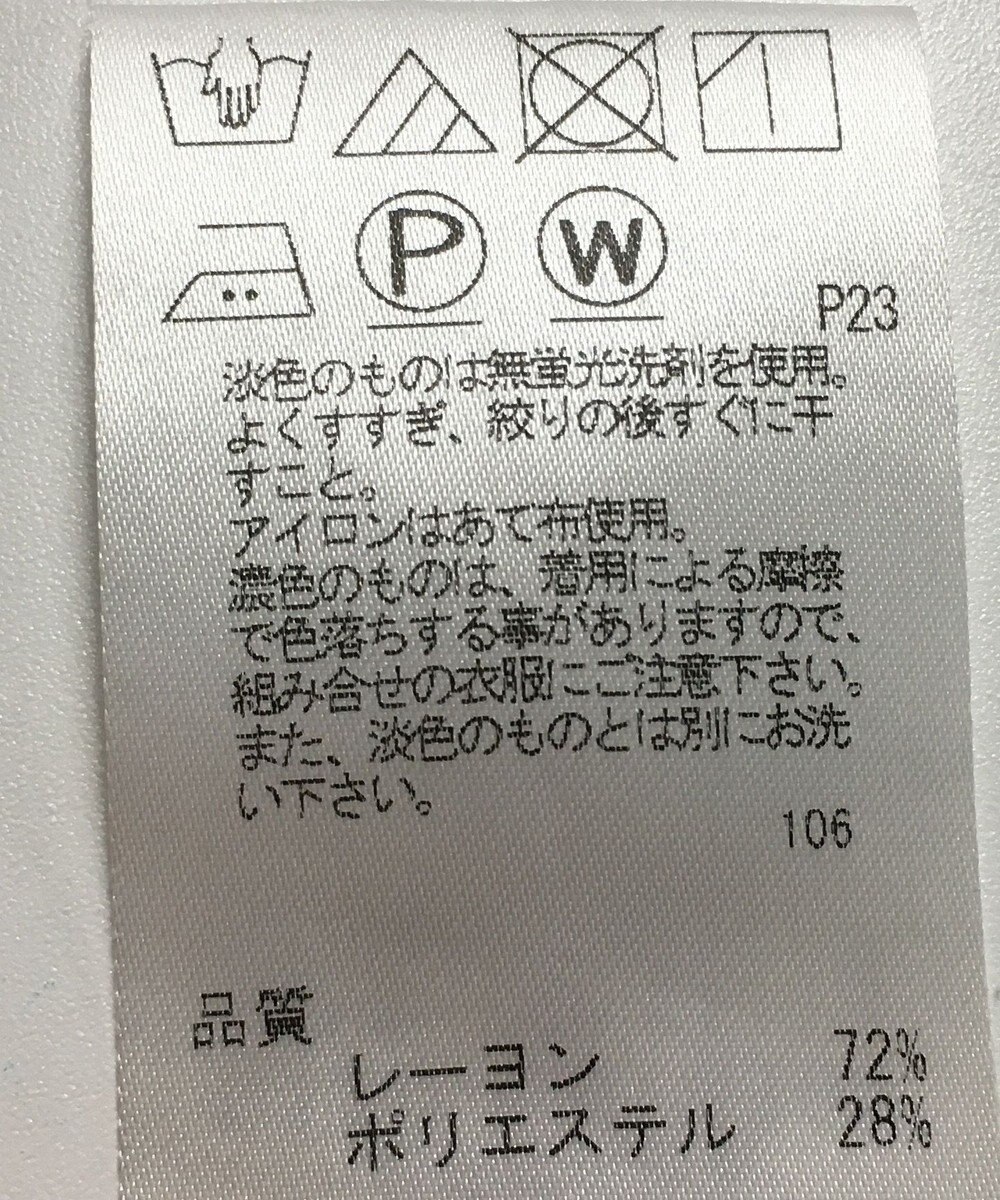 P
W
P23
淡色のものは無蛍光洗剤を使用。
よくすすぎ、絞りの後すぐに干
すこと。
アイロンはあて布使用。
濃色のものは、着用による摩擦
で色落ちする事がありますので、
組み合せの衣服にご注意下さい。
また、淡色のものとは別にお洗
い下さい。
106
品質
レーヨン 72%
ポリエステル 28%